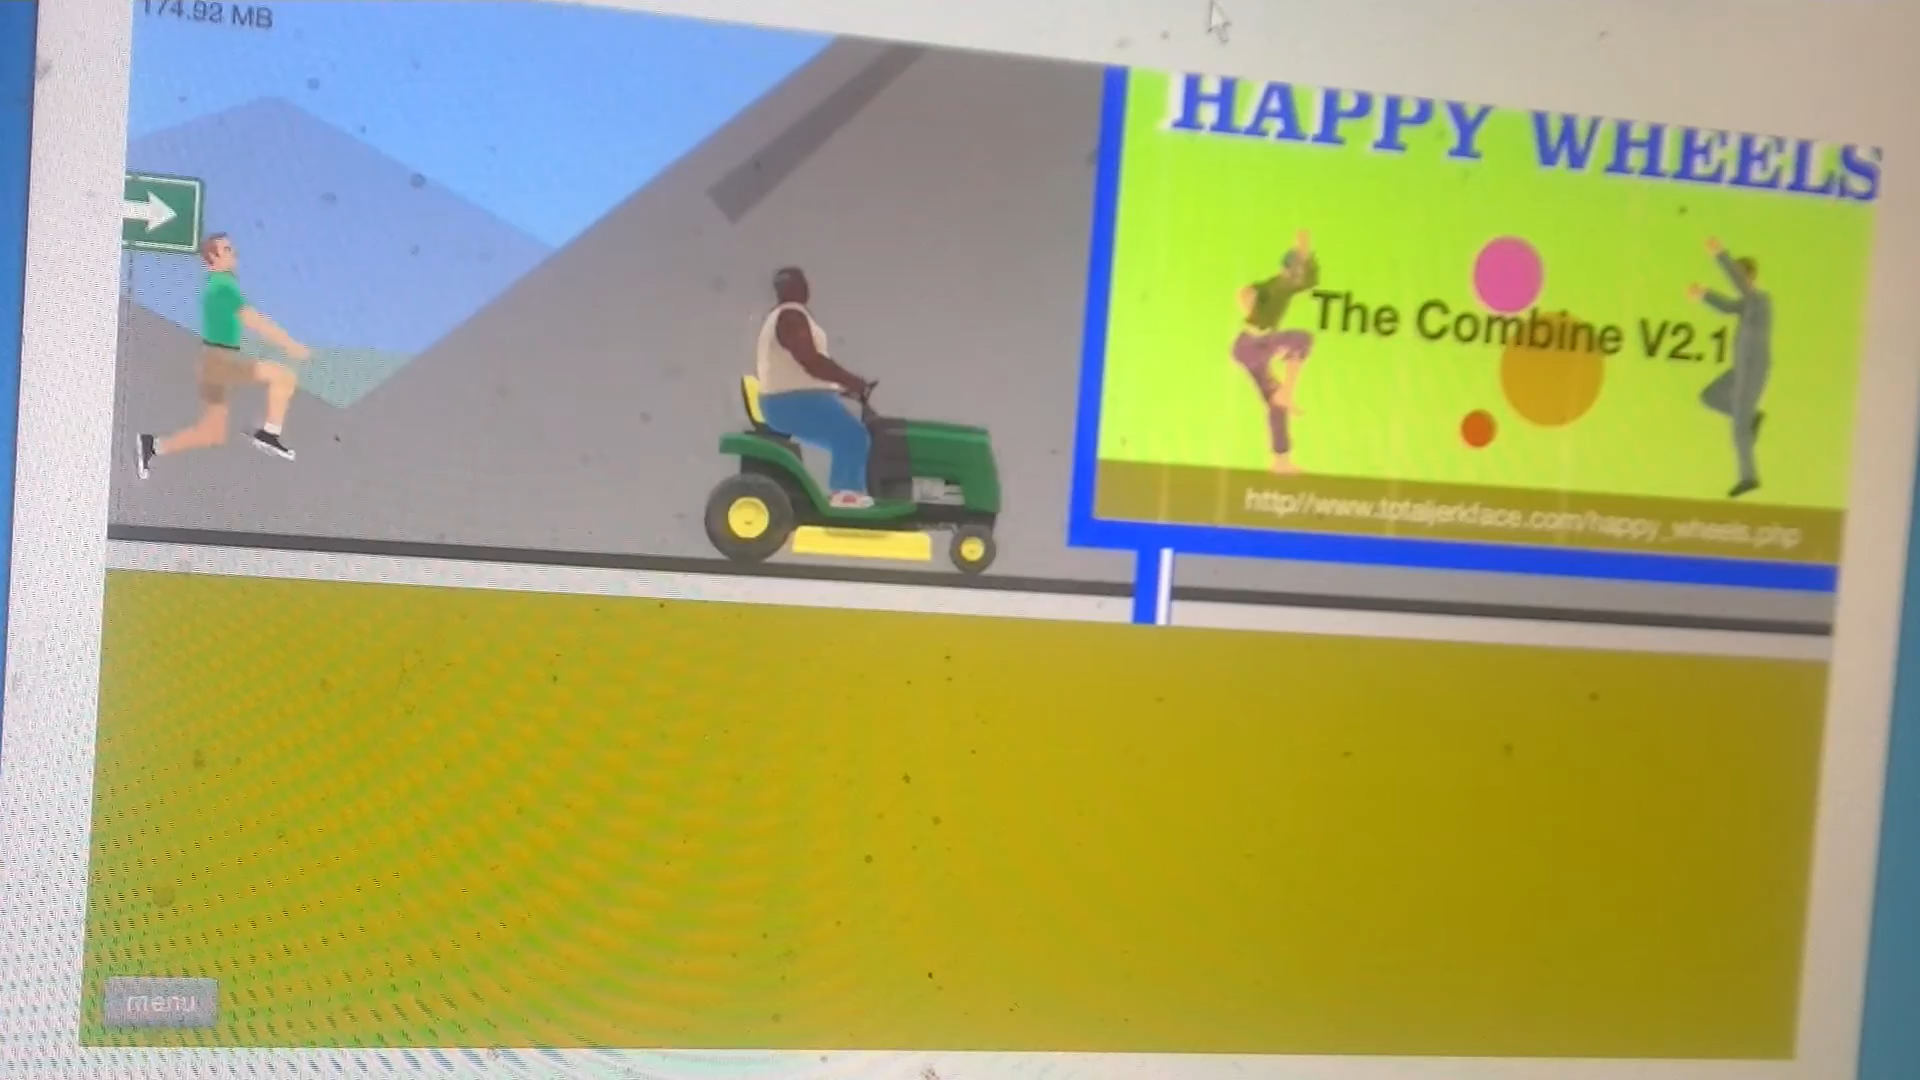 174.92 MB
HAPPY WHEELS
The Combine V2.1
http//www.totaljerkface.com/happy_wheels.php
menu